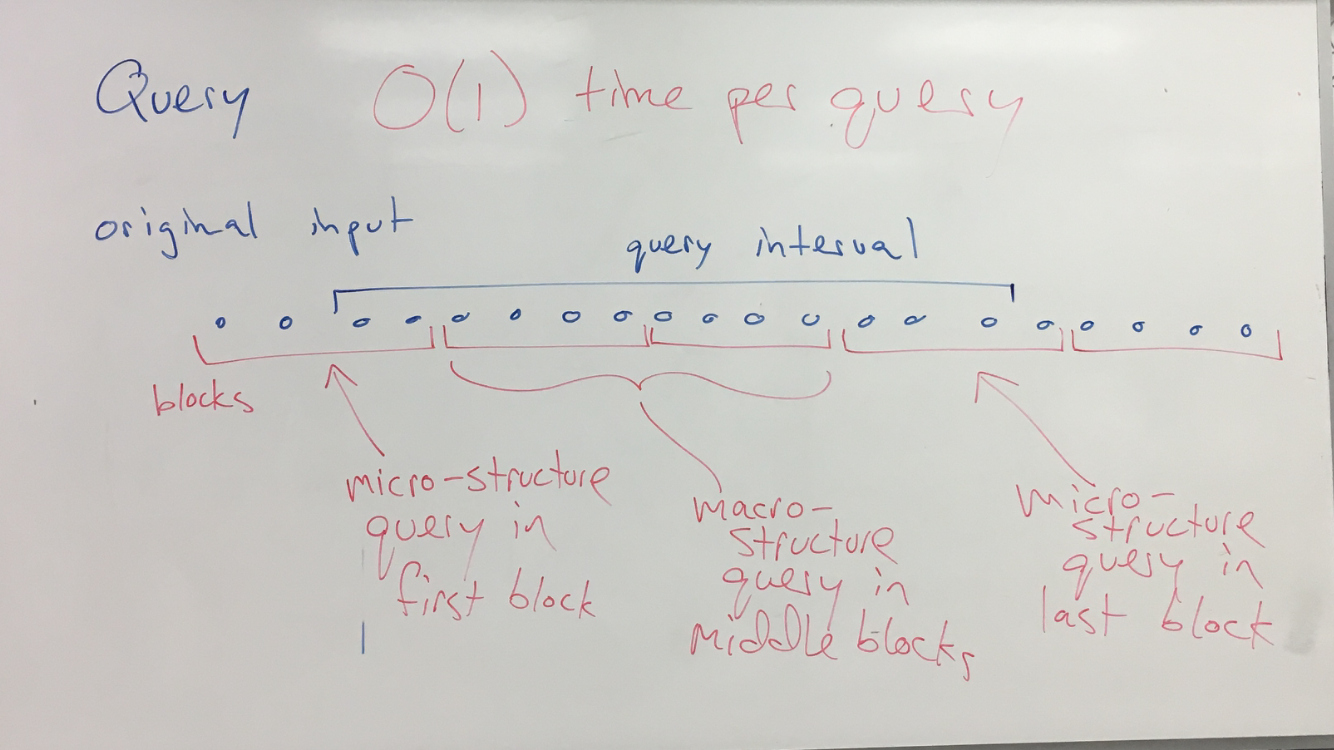 Query O(1) time per query
original input
query interval
blocks
micro-structure
query in
first block
macro-
structure
query in
middle blocks
micro-
structure
query in
last block